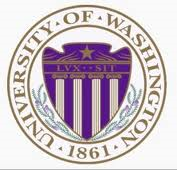 UNIVERSITY · OF · WASHINGTON
LVX SIT
· 1861 ·